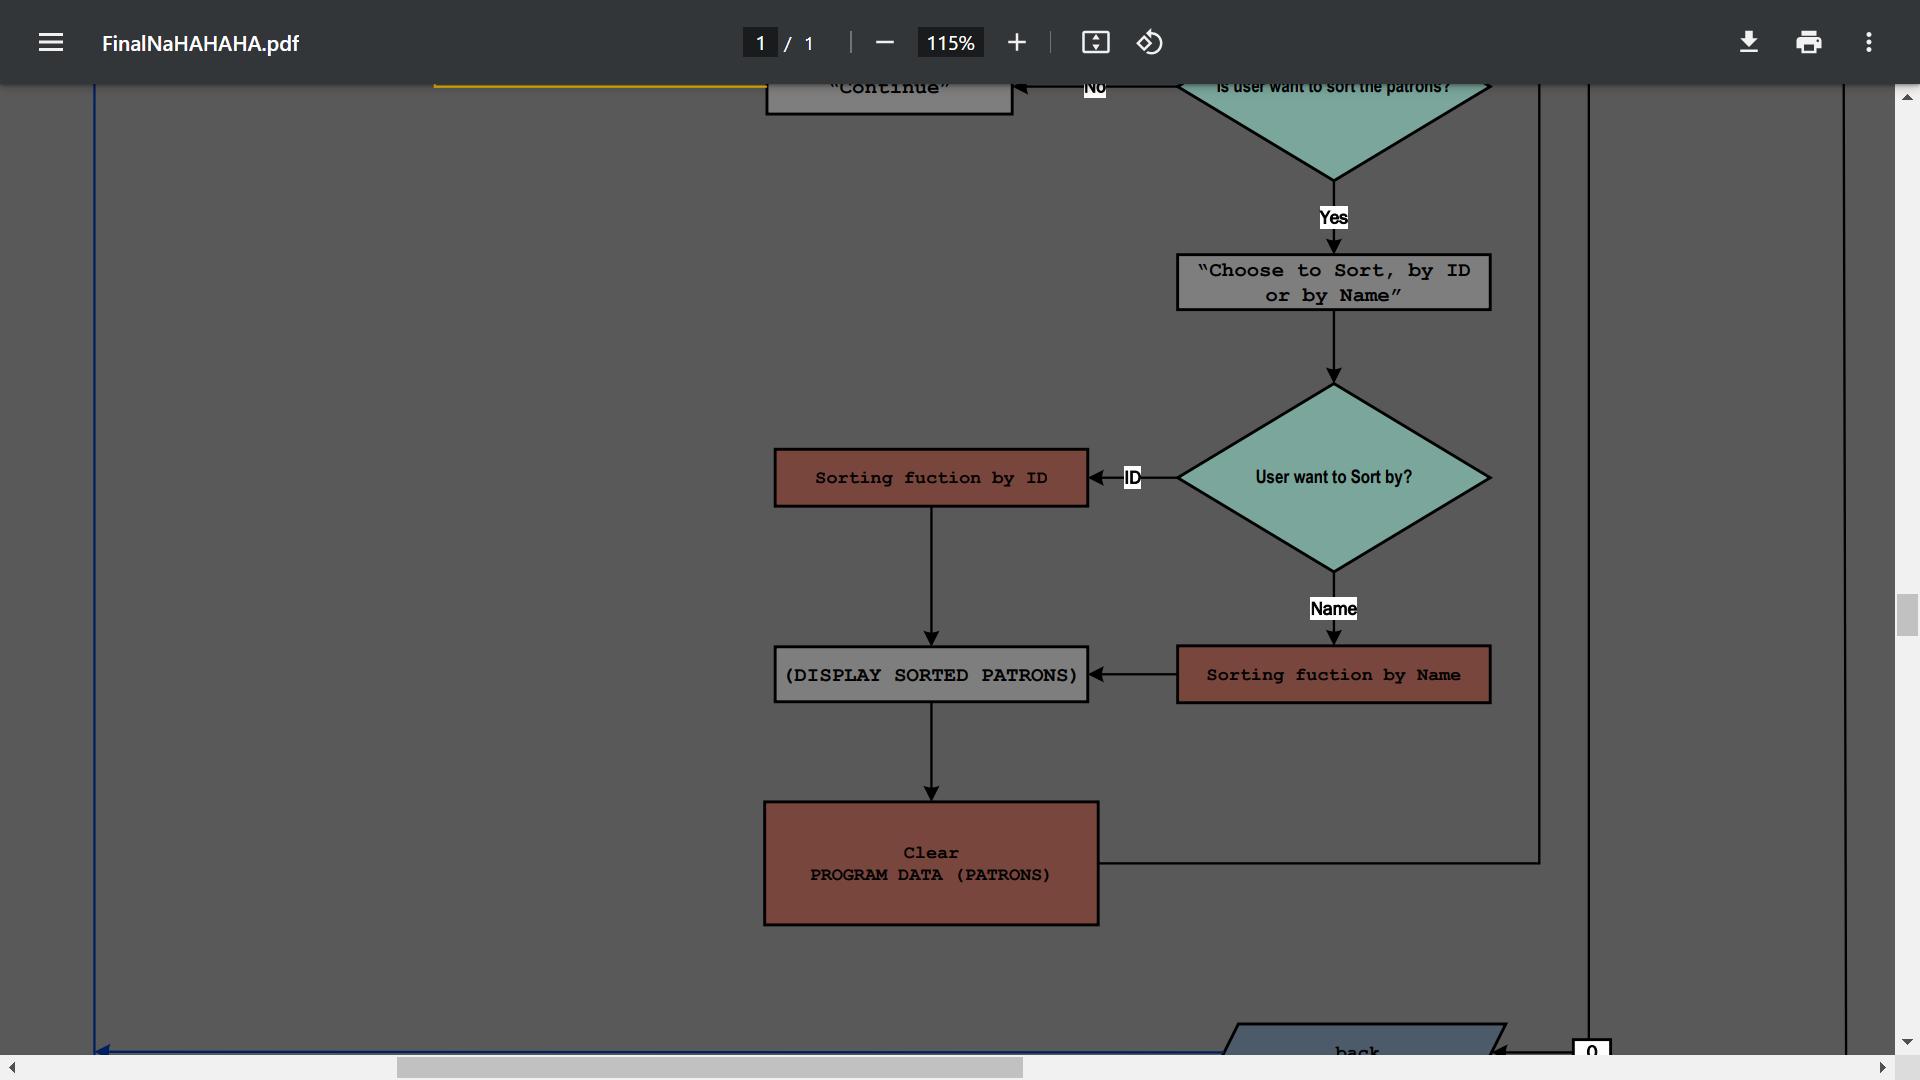 FinalNaHAHAHA.pdf
1 / 1
115%
“Continue”
No
Is user want to sort the patrons?
Yes
“Choose to Sort, by ID
or by Name”
Sorting fuction by ID
ID
User want to Sort by?
Name
(DISPLAY SORTED PATRONS)
Sorting fuction by Name
Clear
PROGRAM DATA (PATRONS)
back